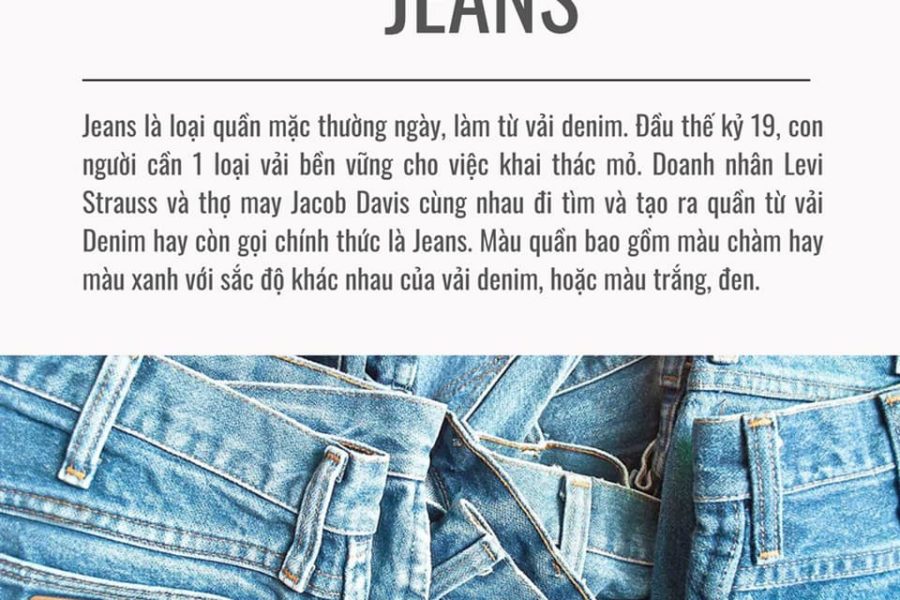 JEANS
Jeans là loại quần mặc thường ngày, làm từ vải denim. Đầu thế kỷ 19, con
người cần 1 loại vải bền vững cho việc khai thác mỏ. Doanh nhân Levi
Strauss và thợ may Jacob Davis cùng nhau đi tìm và tạo ra quần từ vải
Denim hay còn gọi chính thức là Jeans. Màu quần bao gồm màu chàm hay
màu xanh với sắc độ khác nhau của vải denim, hoặc màu trắng, đen.